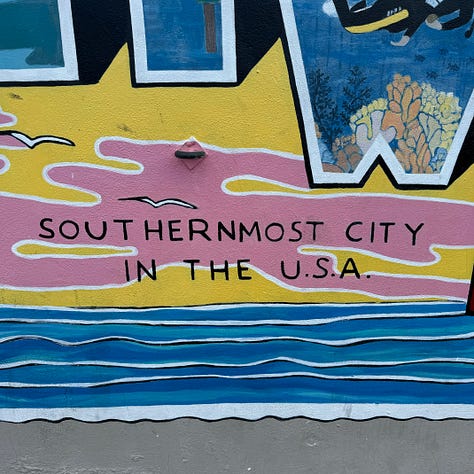 SOUTHERNMOST CITY
IN THE U.S.A.